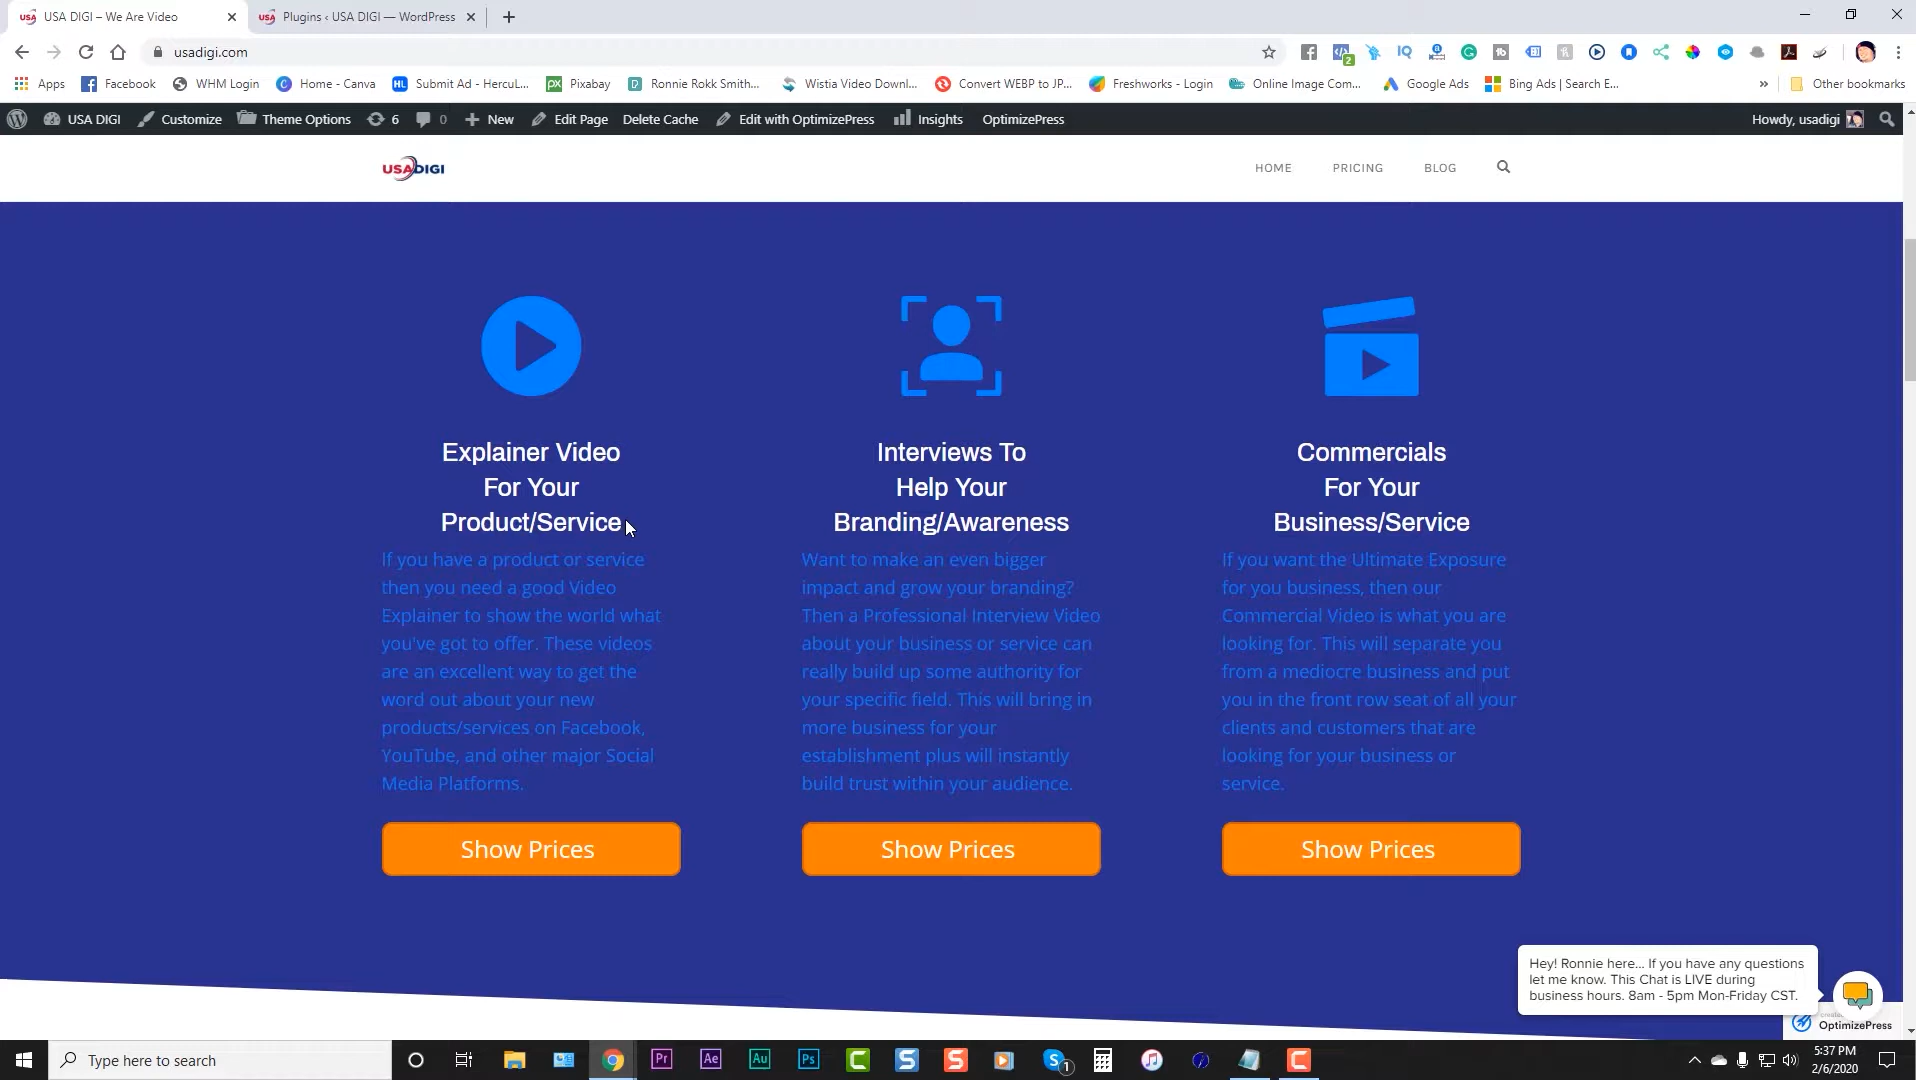 USA DIGI – We Are Video
Plugins ‹ USA DIGI — WordPress
usadigi.com
2
Apps
Facebook
WHM Login
Home - Canva
Submit Ad - HercuL...
Pixabay
Ronnie Rokk Smith...
Wistia Video Downl...
Convert WEBP to JP...
Freshworks - Login
Online Image Com...
Google Ads
Bing Ads | Search E...
»
Other bookmarks
USA DIGI
Customize
Theme Options
6
0
New
Edit Page
Delete Cache
Edit with OptimizePress
Insights
OptimizePress
Howdy, usadigi
USADIGI
HOME
PRICING
BLOG
Explainer Video
For Your
Product/Service
If you have a product or service
then you need a good Video
Explainer to show the world what
you've got to offer. These videos
are an excellent way to get the
word out about your new
products/services on Facebook,
YouTube, and other major Social
Media Platforms.
Show Prices
Interviews To
Help Your
Branding/Awareness
Want to make an even bigger
impact and grow your branding?
Then a Professional Interview Video
about your business or service can
really build up some authority for
your specific field. This will bring in
more business for your
establishment plus will instantly
build trust within your audience.
Show Prices
Commercials
For Your
Business/Service
If you want the Ultimate Exposure
for you business, then our
Commercial Video is what you are
looking for. This will separate you
from a mediocre business and put
you in the front row seat of all your
clients and customers that are
looking for your business or
service.
Show Prices
Hey! Ronnie here... If you have any questions
let me know. This Chat is LIVE during
business hours. 8am - 5pm Mon-Friday CST.
OptimizePress
Type here to search
Pr
Ae
Au
Ps
1
5:37 PM
2/6/2020